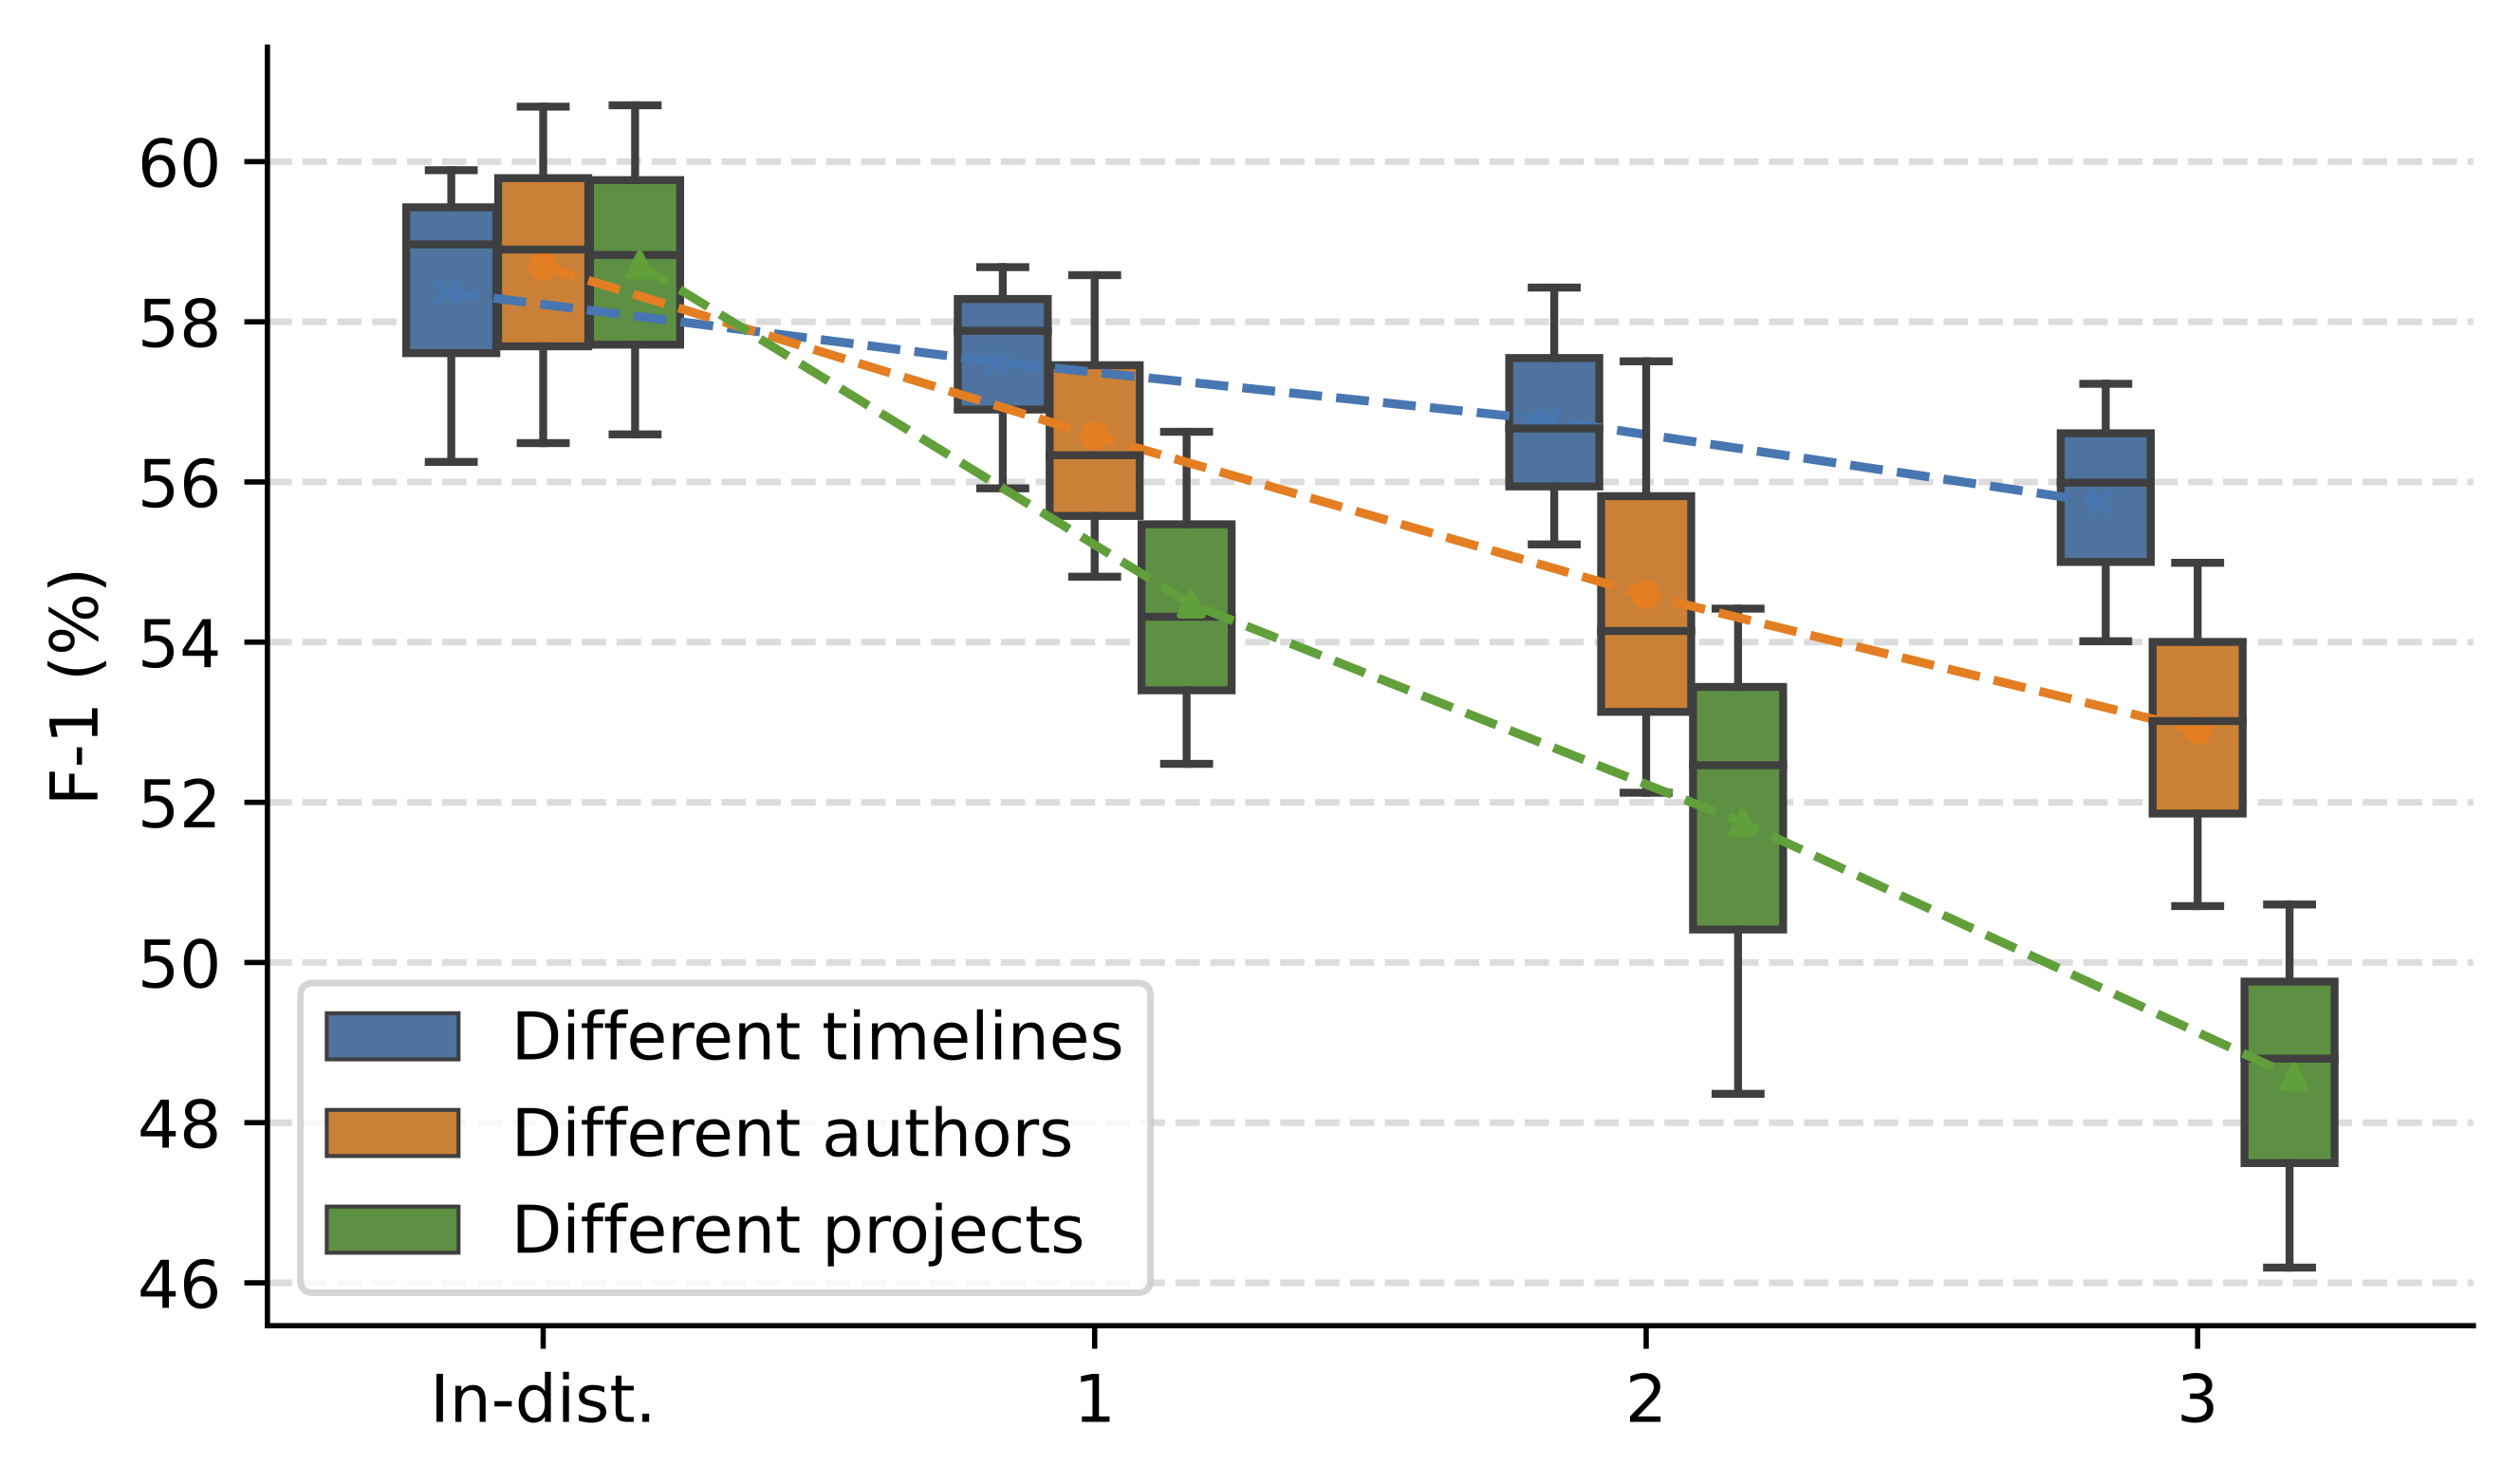 F-1 (%)
60
58
56
54
52
50
48
46
Different timelines
Different authors
Different projects
In-dist.
1
2
3